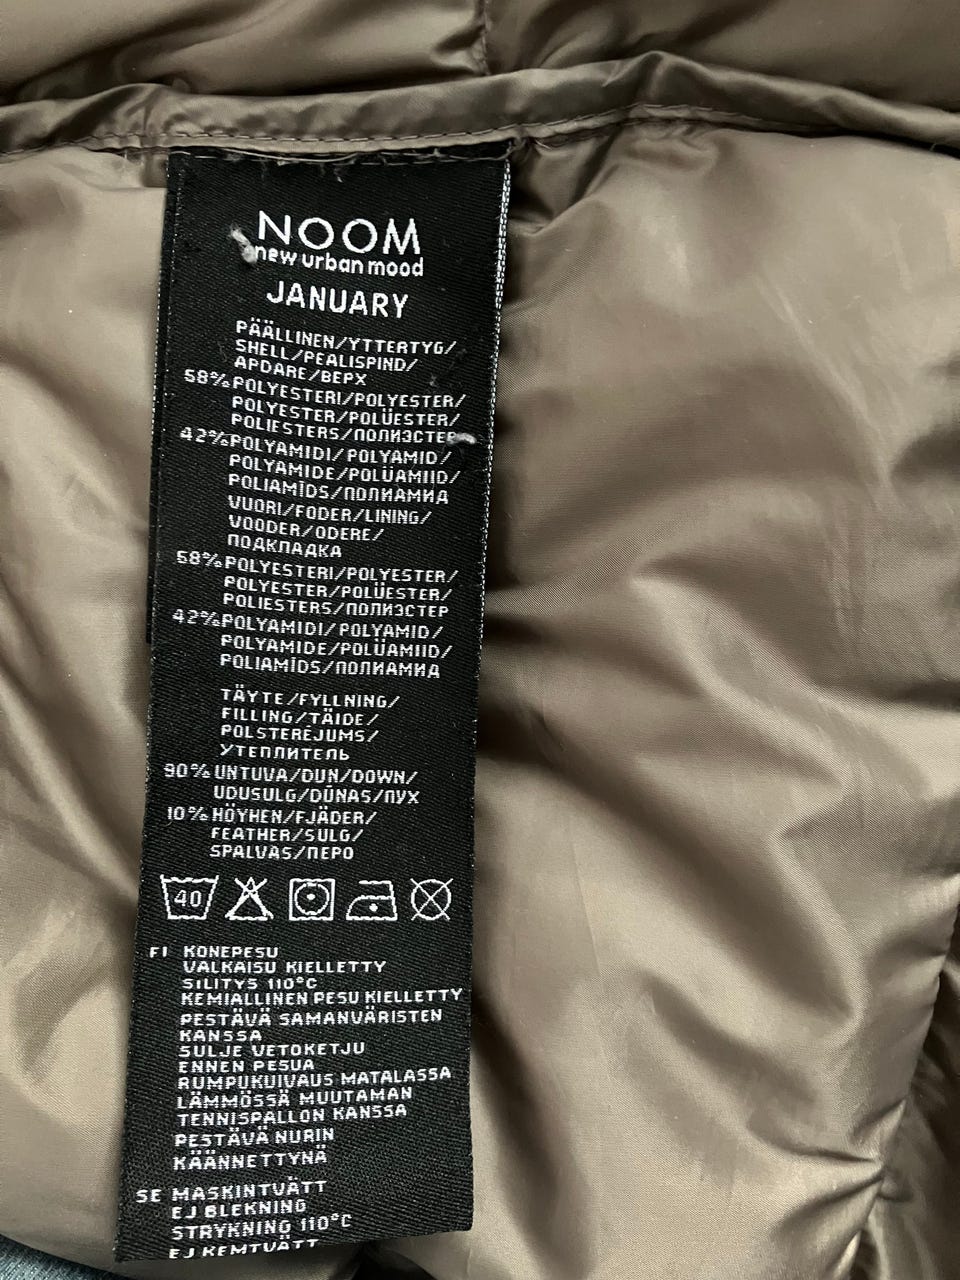 NOOM
new urban mood
JANUARY
PÄÄLLINEN/YTTERTYG/
SHELL/PEALISPIND/
APDARE/ВЕРХ
58% POLYESTERI/POLYESTER/
POLYESTER/POLÜESTER/
POLIESTERS/ПОЛИЭСТЕР
42% POLYAMIDI/POLYAMID/
POLYAMIDE/POLÜAMIID/
POLIAMĪDS/ПОЛИАМИД
VUORI/FODER/LINING/
VOODER/ODERE/
ПОДКЛАДКА
58% POLYESTERI/POLYESTER/
POLYESTER/POLÜESTER/
POLIESTERS/ПОЛИЭСТЕР
42% POLYAMIDI/POLYAMID/
POLYAMIDE/POLÜAMIID/
POLIAMĪDS/ПОЛИАМИД
TÄYTE/FYLLNING/
FILLING/TÄIDE/
POLSTERĒJUMS/
УТЕПЛИТЕЛЬ
90% UNTUVA/DUN/DOWN/
UDUSULG/DŪNAS/ПУХ
10% HÖYHEN/FJÄDER/
FEATHER/SULG/
SPALVAS/ПЕРО
40
FI KONEPESU
VALKAISU KIELLETTY
SILITYS 110°C
KEMIALLINEN PESU KIELLETTY
PESTÄVÄ SAMANVÄRISTEN
KANSSA
SULJE VETOKETJU
ENNEN PESUA
RUMPUKUIVAUS MATALASSA
LÄMMÖSSÄ MUUTAMAN
TENNISPALLON KANSSA
PESTÄVÄ NURIN
KÄÄNNETTYNÄ
SE MASKINTVÄTT
EJ BLEKNING
STRYKNING 110°C
EJ KEMTVÄTT